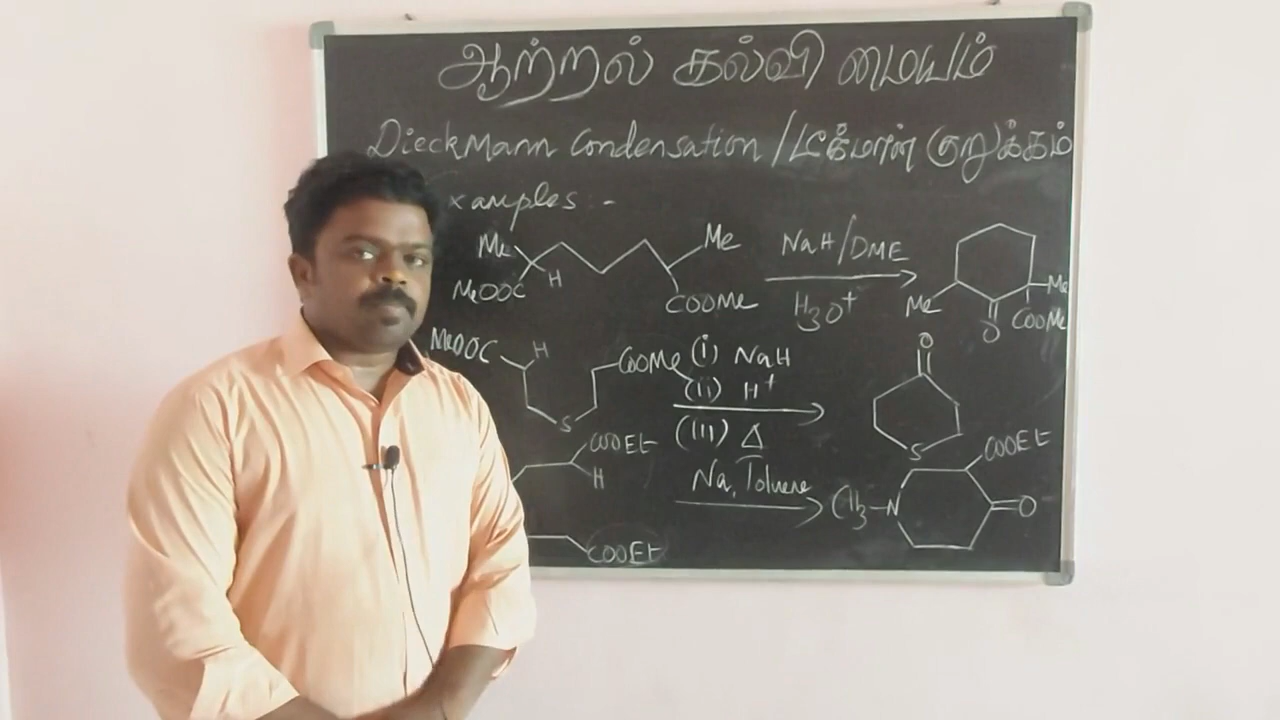 ஆற்றல் கல்வி மையம்
DieckMann Condensation / டீக்மான் குறுக்கம்
xamples :-
Me Me NaH/DME
H
MeOOC COOMe H3O+ Me O Me COOMe
MeOOC H COOMe (i) NaH O
(ii) H+
S (iii) Δ S
COOEt COOEt
H Na, Toluene CH3-N O
COOEt